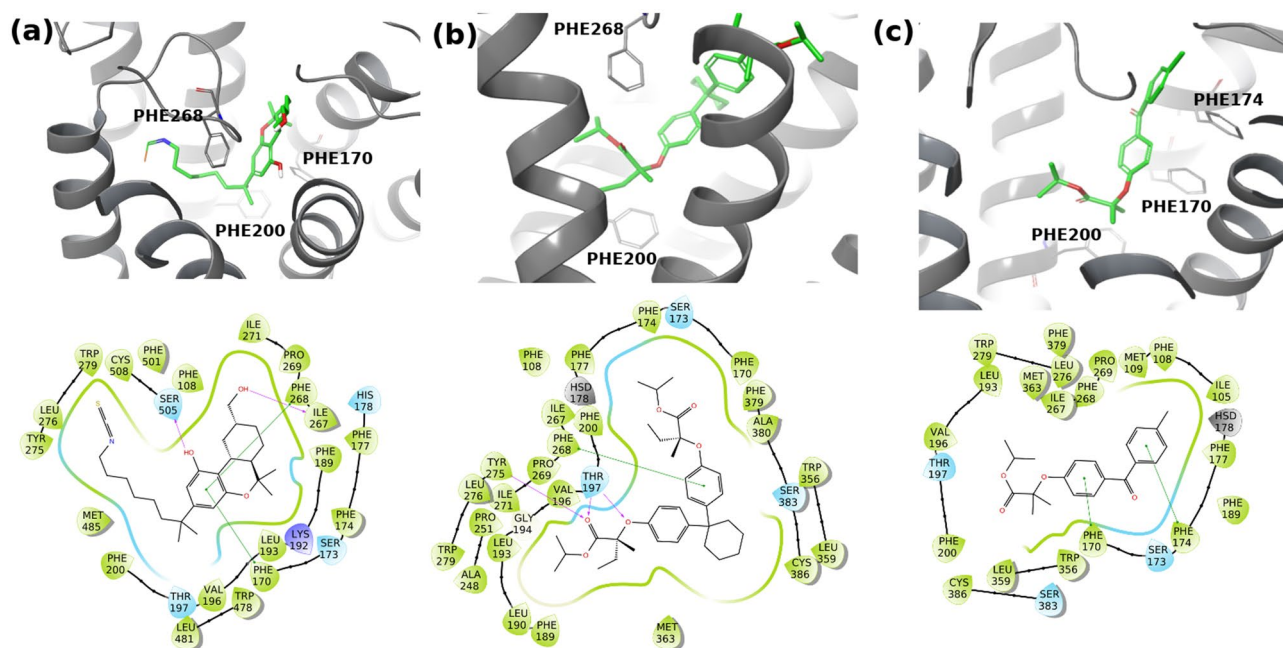 (a)
PHE268
PHE170
PHE200
(b)
PHE268
PHE200
(c)
PHE174
PHE170
PHE200
ILE
271
TRP
279
CYS
508
PHE
501
PHE
108
PRO
269
PHE
268
ILE
267
SER
505
HIS
178
LEU
276
TYR
275
PHE
177
PHE
189
MET
485
PHE
174
SER
173
LYS
192
LEU
193
PHE
170
PHE
200
THR
197
VAL
196
TRP
478
LEU
481
S
N
OH
HO
O
H
H
PHE
174
SER
173
PHE
108
PHE
177
HSD
178
PHE
170
PHE
379
ALA
380
ILE
267
PHE
200
PHE
268
TYR
275
PRO
269
THR
197
LEU
276
ILE
271
VAL
196
PRO
251
GLY
194
LEU
193
TRP
279
ALA
248
LEU
190
PHE
189
MET
363
TRP
356
SER
383
CYS
386
LEU
359
O
O
O
O
O
O
PHE
379
TRP
279
LEU
276
PRO
269
MET
109
PHE
108
LEU
193
MET
363
ILE
267
PHE
268
ILE
105
HSD
178
VAL
196
PHE
177
THR
197
PHE
189
PHE
200
PHE
170
PHE
174
SER
173
TRP
356
LEU
359
CYS
386
SER
383
O
O
O
O